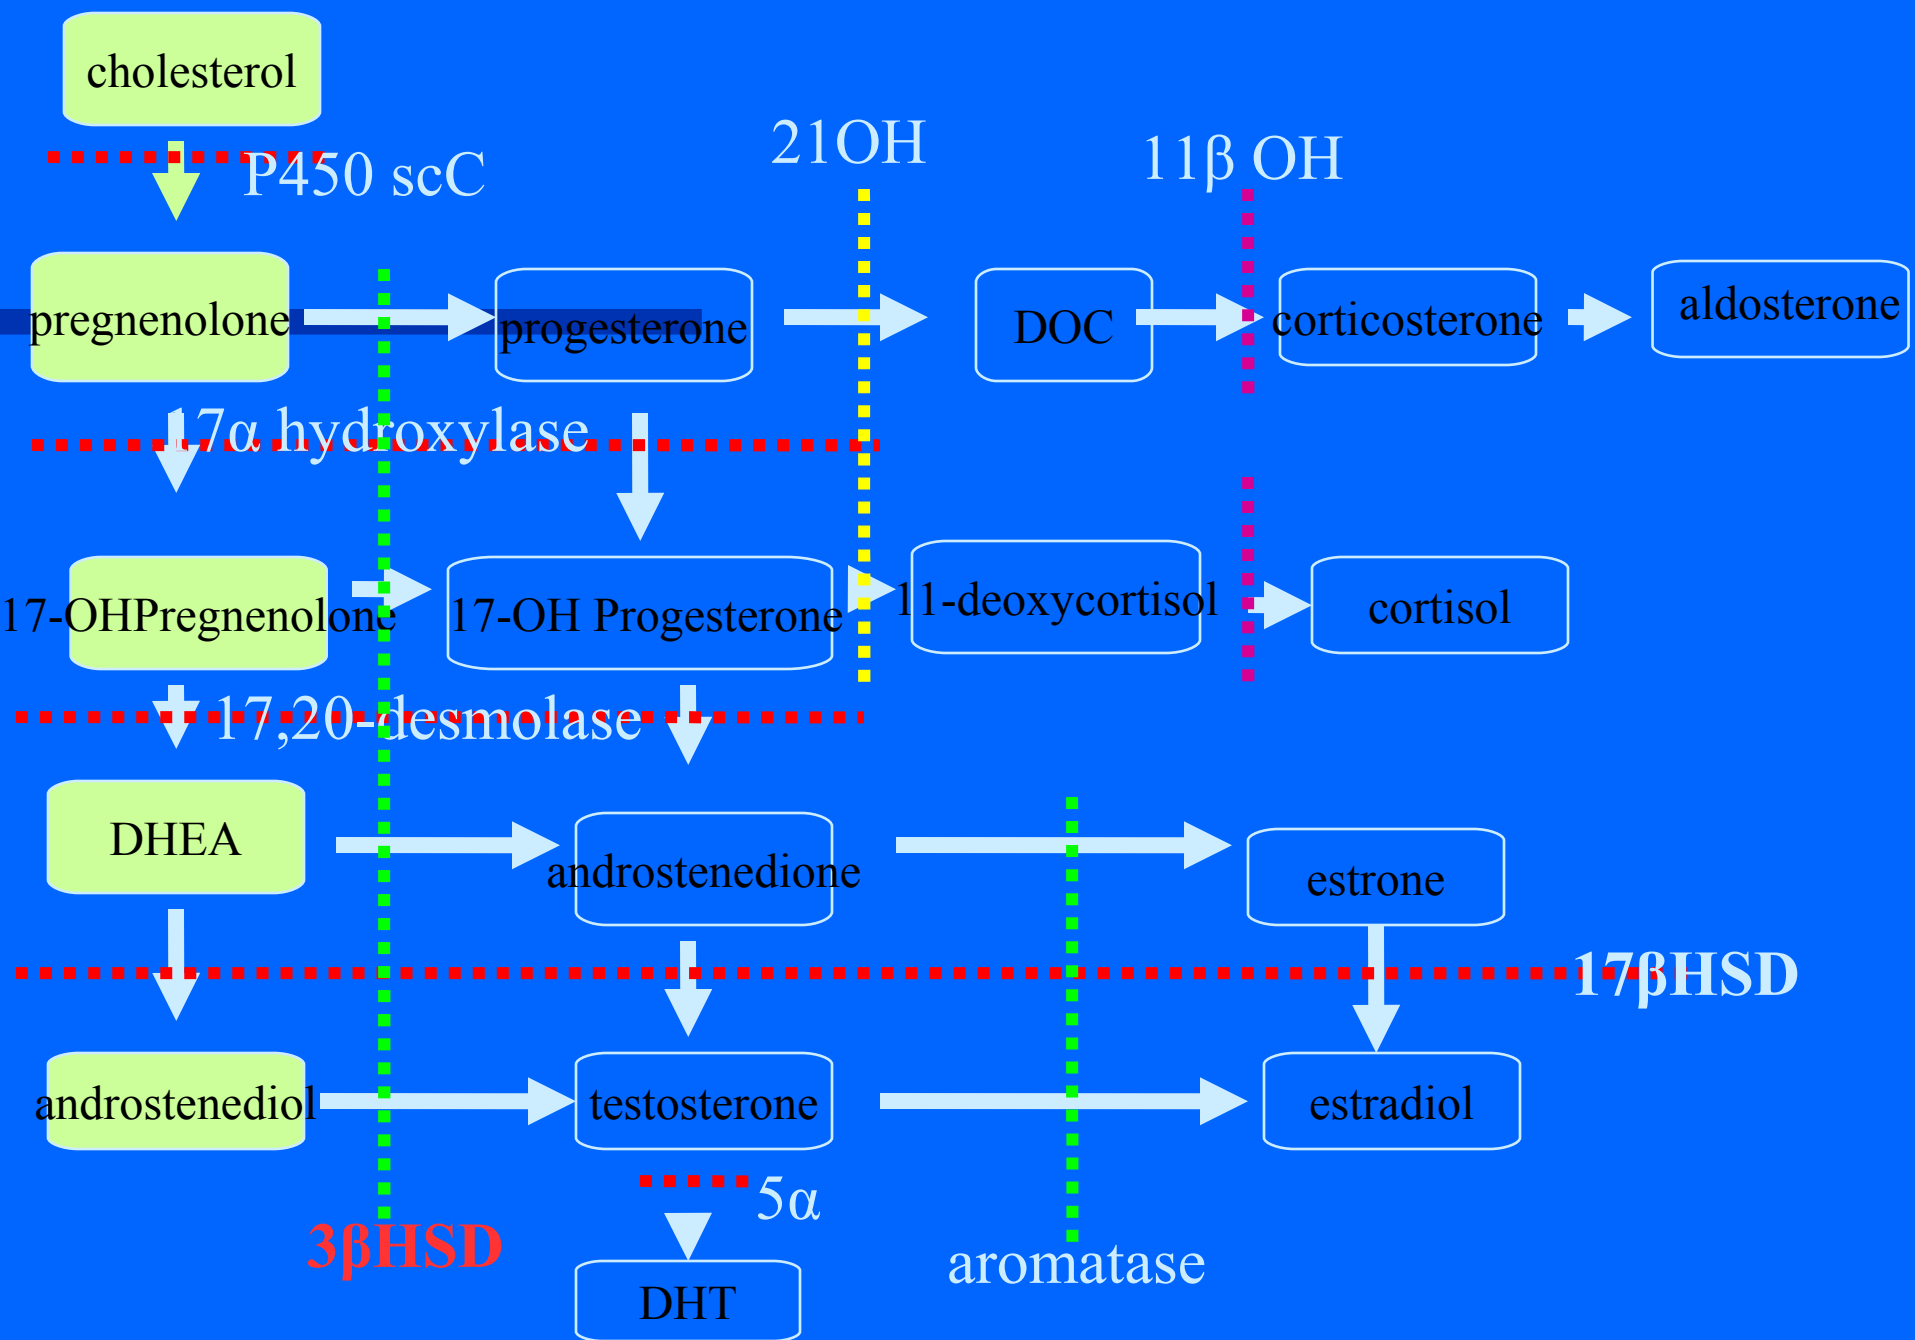 cholesterol
P450 scC
21OH
11β OH
pregnenolone
progesterone
DOC
corticosterone
aldosterone
17α hydroxylase
17-OHPregnenolone
17-OH Progesterone
11-deoxycortisol
cortisol
17,20-desmolase
DHEA
androstenedione
estrone
17βHSD
androstenediol
testosterone
estradiol
5α
3βHSD
aromatase
DHT